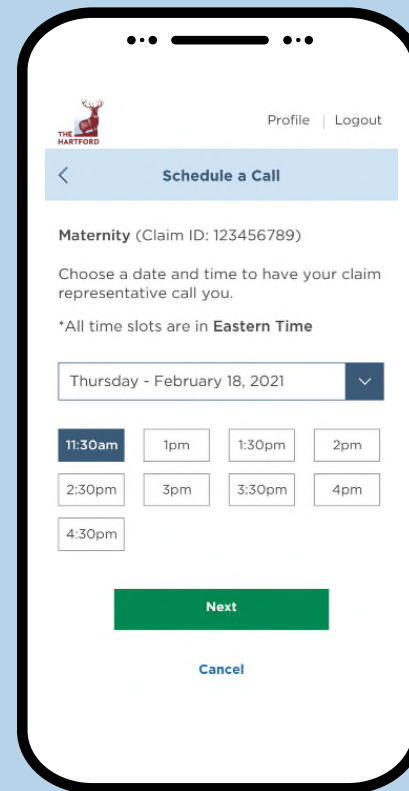 THE
HARTFORD
Profile | Logout
Schedule a Call
Maternity (Claim ID: 123456789)
Choose a date and time to have your claim
representative call you.
*All time slots are in Eastern Time
Thursday - February 18, 2021
11:30am 1pm 1:30pm 2pm
2:30pm 3pm 3:30pm 4pm
4:30pm
Next
Cancel